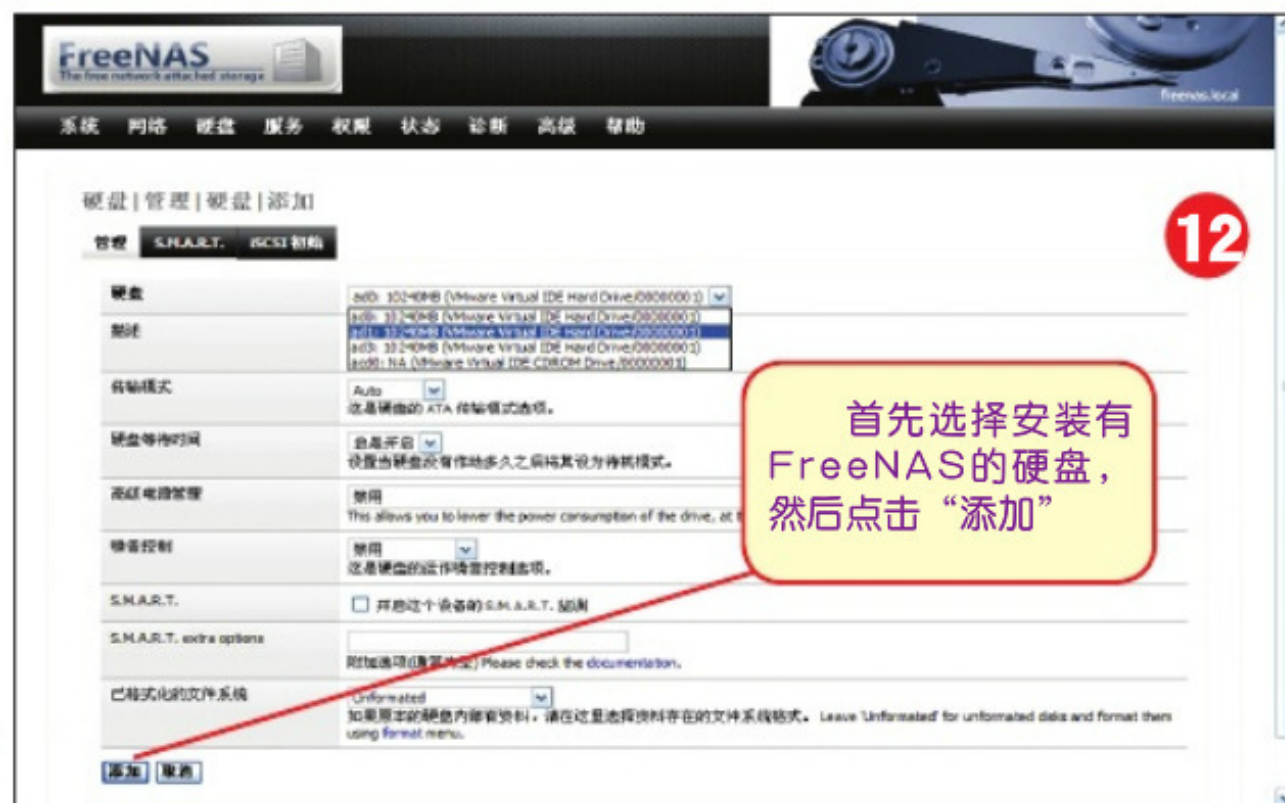 FreeNAS
The free network attached storage
freenas.local
系统 网络 硬盘 服务 权限 状态 诊断 高级 帮助
硬盘|管理|硬盘|添加
12
管理 S.M.A.R.T. iSCSI 初始
硬盘
ad0: 10240MB (VMware Virtual IDE Hard Drive/00000001)
ad0: 10240MB (VMware Virtual IDE Hard Drive/00000001)
描述
ad1: 10240MB (VMware Virtual IDE Hard Drive/00000001)
ad3: 10240MB (VMware Virtual IDE Hard Drive/00000001)
acd0: NA (VMware Virtual IDE CDROM Drive/00000001)
传输模式
Auto
这是硬盘的 ATA 传输模式选项。
首先选择安装有
FreeNAS的硬盘，
然后点击“添加”
硬盘等待时间
总是开启
设置当硬盘没有作动多久之后将其设为待机模式。
高级电源管理
禁用
This allows you to lower the power consumption of the drive, at
噪音控制
禁用
这是硬盘的运作噪音控制选项。
S.M.A.R.T.
开启这个设备的 S.M.A.R.T. 监测
S.M.A.R.T. extra options
附加选项(通常为空) Please check the documentation.
已格式化的文件系统
Unformated
如果原本的硬盘内部有资料，请在这里选择资料存在的文件系统格式。 Leave 'Unformated' for unformated disks and format them
using format menu.
添加 取消